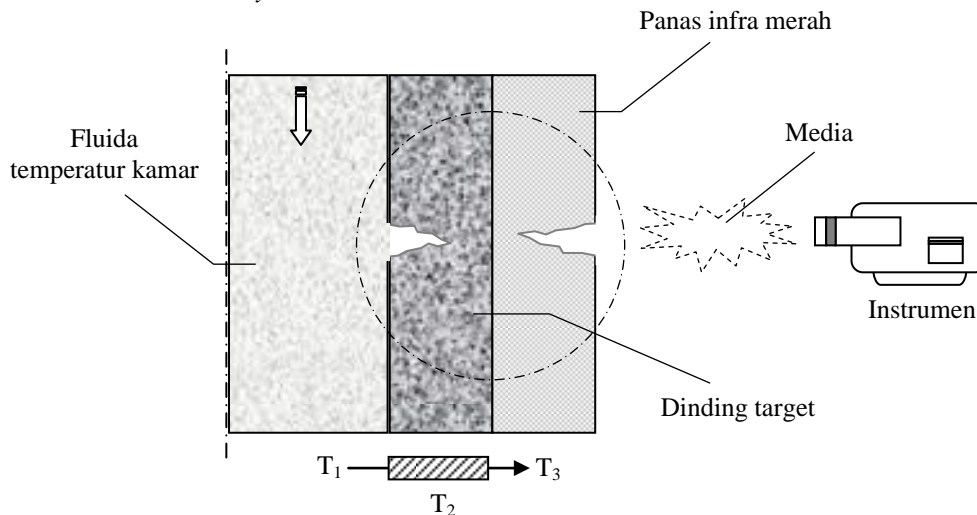 Panas infra merah
Fluida
temperatur kamar
Media
Instrumen
Dinding target
T₁
T₃
T₂